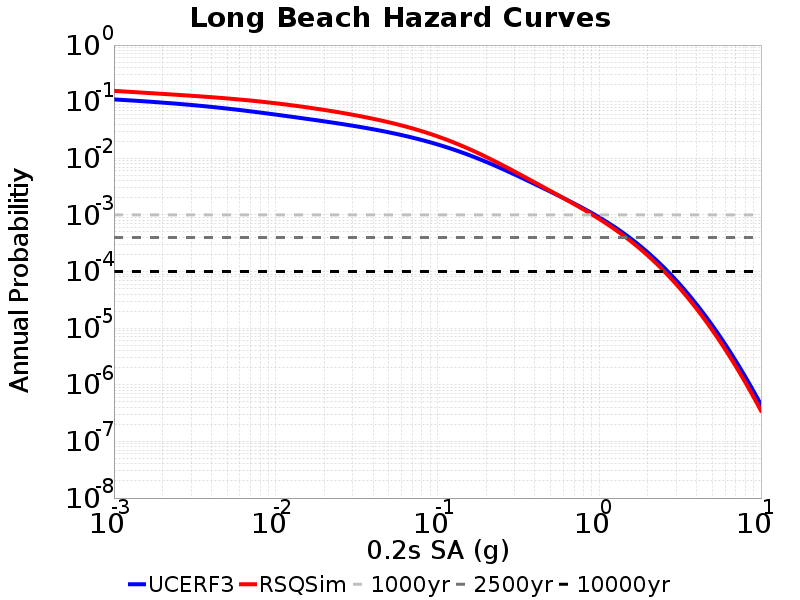 Long Beach Hazard Curves
10^0
10^-1
10^-2
10^-3
10^-4
10^-5
10^-6
10^-7
10^-8
Annual Probabilitiy
10^-3 10^-2 10^-1 10^0 10^1
0.2s SA (g)
UCERF3 RSQSim 1000yr 2500yr 10000yr